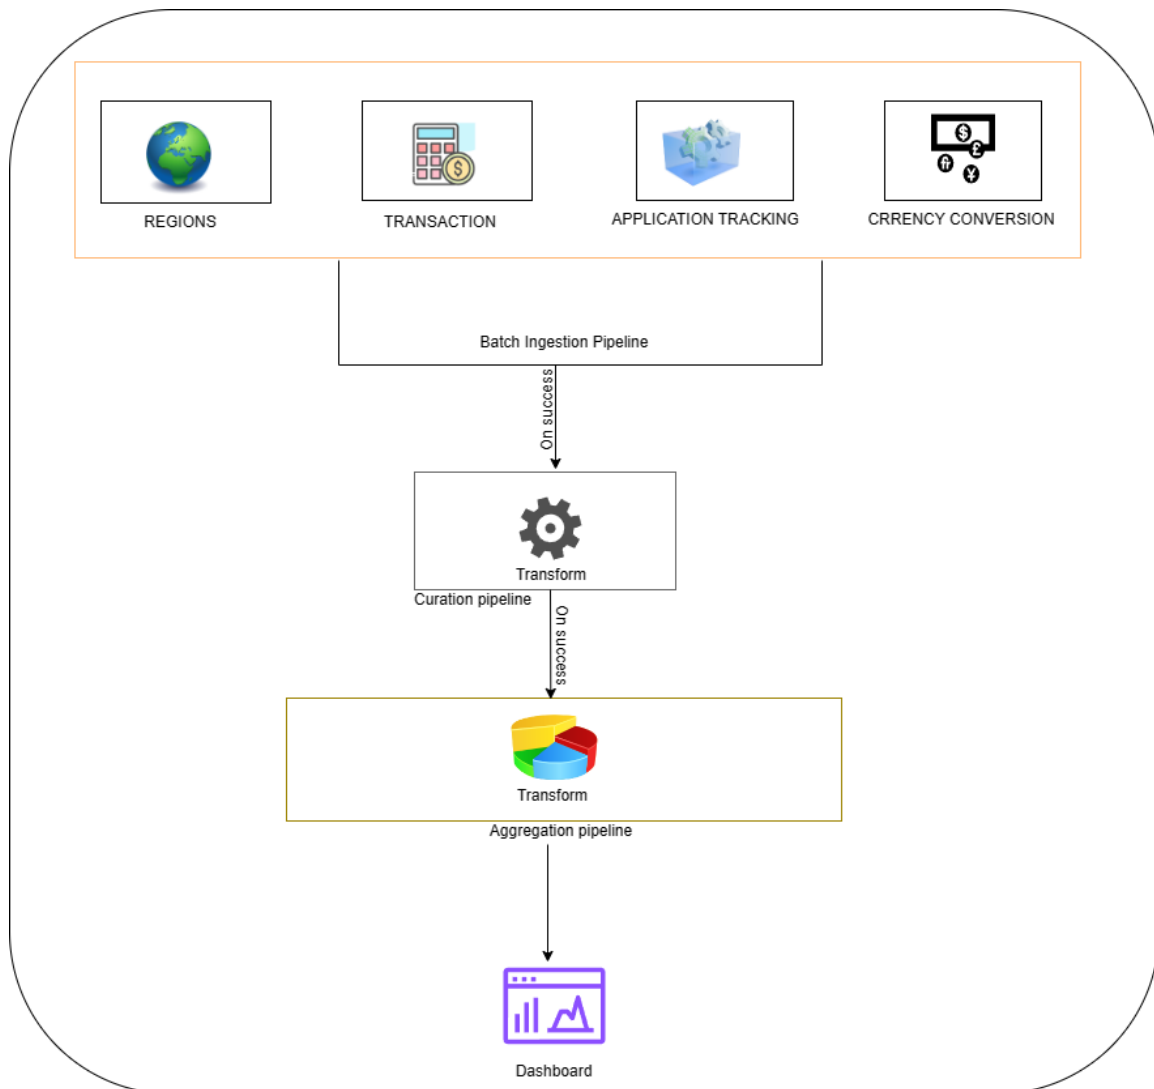 REGIONS
TRANSACTION
APPLICATION TRACKING
CRRENCY CONVERSION
Batch Ingestion Pipeline
On success
Transform
Curation pipeline
On success
Transform
Aggregation pipeline
Dashboard